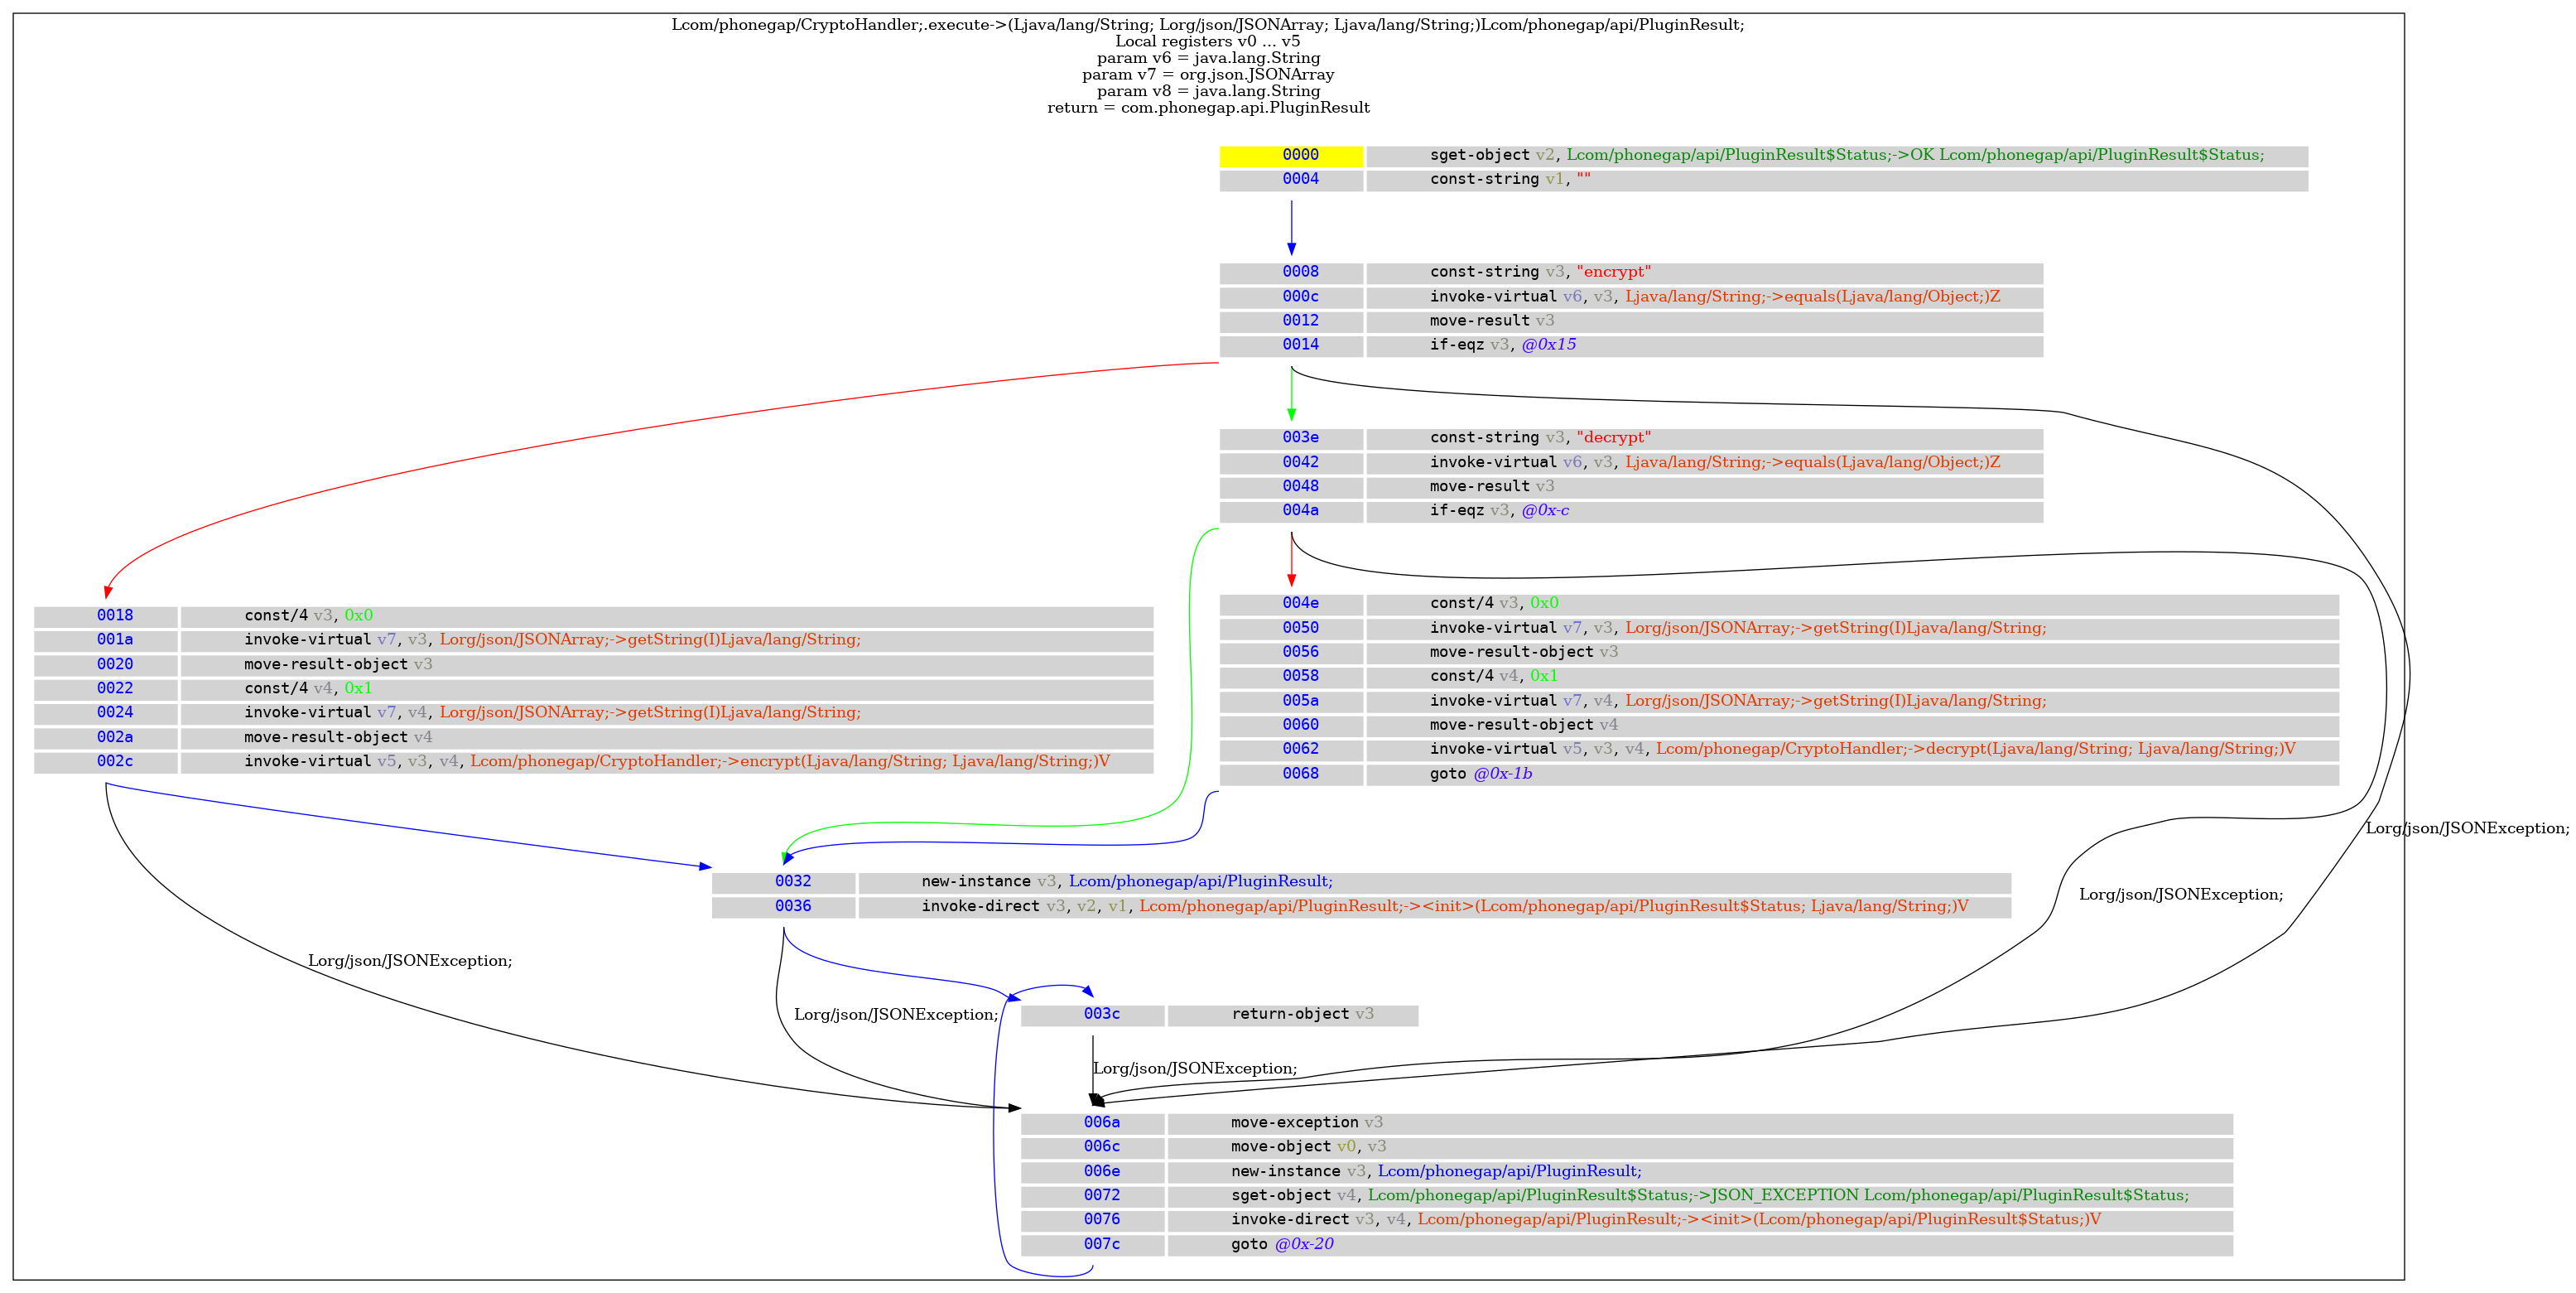 Lcom/phonegap/CryptoHandler;.execute->(Ljava/lang/String; Lorg/json/JSONArray; Ljava/lang/String;)Lcom/phonegap/api/PluginResult;
Local registers v0 ... v5
param v6 = java.lang.String
param v7 = org.json.JSONArray
param v8 = java.lang.String
return = com.phonegap.api.PluginResult
0000 sget-object v2, Lcom/phonegap/api/PluginResult$Status;->OK Lcom/phonegap/api/PluginResult$Status;
0004 const-string v1, ""
0008 const-string v3, "encrypt"
000c invoke-virtual v6, v3, Ljava/lang/String;->equals(Ljava/lang/Object;)Z
0012 move-result v3
0014 if-eqz v3, @0x15
003e const-string v3, "decrypt"
0042 invoke-virtual v6, v3, Ljava/lang/String;->equals(Ljava/lang/Object;)Z
0048 move-result v3
004a if-eqz v3, @0x-c
0018 const/4 v3, 0x0
001a invoke-virtual v7, v3, Lorg/json/JSONArray;->getString(I)Ljava/lang/String;
0020 move-result-object v3
0022 const/4 v4, 0x1
0024 invoke-virtual v7, v4, Lorg/json/JSONArray;->getString(I)Ljava/lang/String;
002a move-result-object v4
002c invoke-virtual v5, v3, v4, Lcom/phonegap/CryptoHandler;->encrypt(Ljava/lang/String; Ljava/lang/String;)V
004e const/4 v3, 0x0
0050 invoke-virtual v7, v3, Lorg/json/JSONArray;->getString(I)Ljava/lang/String;
0056 move-result-object v3
0058 const/4 v4, 0x1
005a invoke-virtual v7, v4, Lorg/json/JSONArray;->getString(I)Ljava/lang/String;
0060 move-result-object v4
0062 invoke-virtual v5, v3, v4, Lcom/phonegap/CryptoHandler;->decrypt(Ljava/lang/String; Ljava/lang/String;)V
0068 goto @0x-1b
Lorg/json/JSONException;
0032 new-instance v3, Lcom/phonegap/api/PluginResult;
0036 invoke-direct v3, v2, v1, Lcom/phonegap/api/PluginResult;-><init>(Lcom/phonegap/api/PluginResult$Status; Ljava/lang/String;)V
Lorg/json/JSONException;
Lorg/json/JSONException;
Lorg/json/JSONException;
003c return-object v3
Lorg/json/JSONException;
006a move-exception v3
006c move-object v0, v3
006e new-instance v3, Lcom/phonegap/api/PluginResult;
0072 sget-object v4, Lcom/phonegap/api/PluginResult$Status;->JSON_EXCEPTION Lcom/phonegap/api/PluginResult$Status;
0076 invoke-direct v3, v4, Lcom/phonegap/api/PluginResult;-><init>(Lcom/phonegap/api/PluginResult$Status;)V
007c goto @0x-20